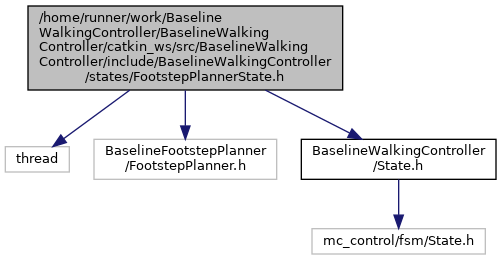 /home/runner/work/Baseline
WalkingController/BaselineWalking
Controller/catkin_ws/src/BaselineWalking
Controller/include/BaselineWalkingController
/states/FootstepPlannerState.h
thread
BaselineFootstepPlanner
/FootstepPlanner.h
BaselineWalkingController
/State.h
mc_control/fsm/State.h